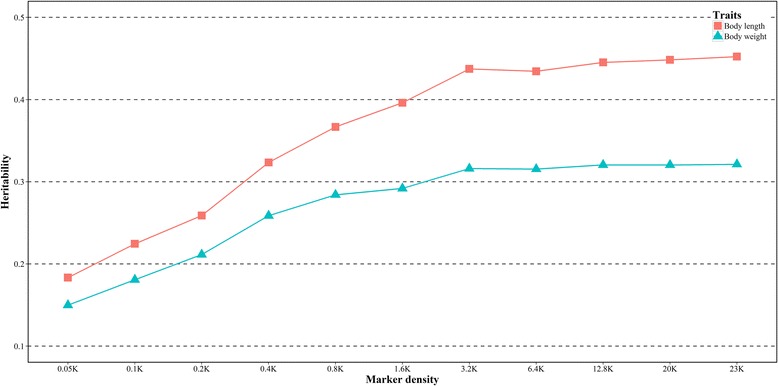 Traits
Body length
Body weight
0.5
0.4
0.3
0.2
0.1
Heritability
0.05K 0.1K 0.2K 0.4K 0.8K 1.6K 3.2K 6.4K 12.8K 20K 23K
Marker density